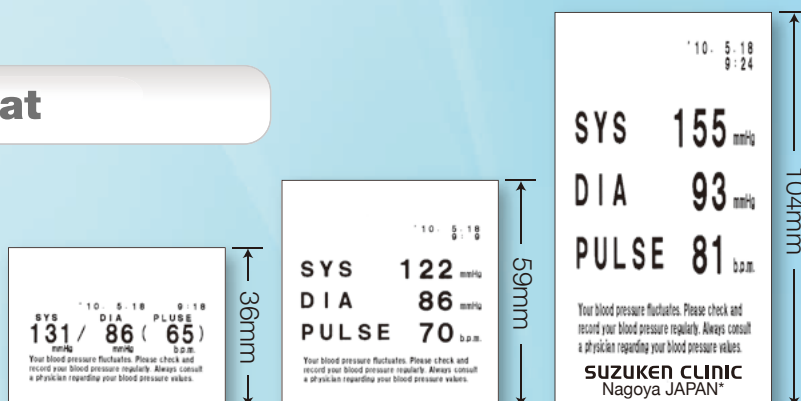 at
'10. 5.18 9:18
SYS DIA PLUSE
131/ 86( 65)
mmHg mmHg b.p.m.
Your blood pressure fluctuates. Please check and
record your blood pressure regularly. Always consult
a physician regarding your blood pressure values.
36mm
'10. 5.18
9: 9
SYS 122 mmHg
DIA 86 mmHg
PULSE 70 b.p.m.
Your blood pressure fluctuates. Please check and
record your blood pressure regularly. Always consult
a physician regarding your blood pressure values.
59mm
'10. 5.18
9:24
SYS 155 mmHg
DIA 93 mmHg
PULSE 81 b.p.m.
Your blood pressure fluctuates. Please check and
record your blood pressure regularly. Always consult
a physician regarding your blood pressure values.
SUZUKEN CLINIC
Nagoya JAPAN*
104mm